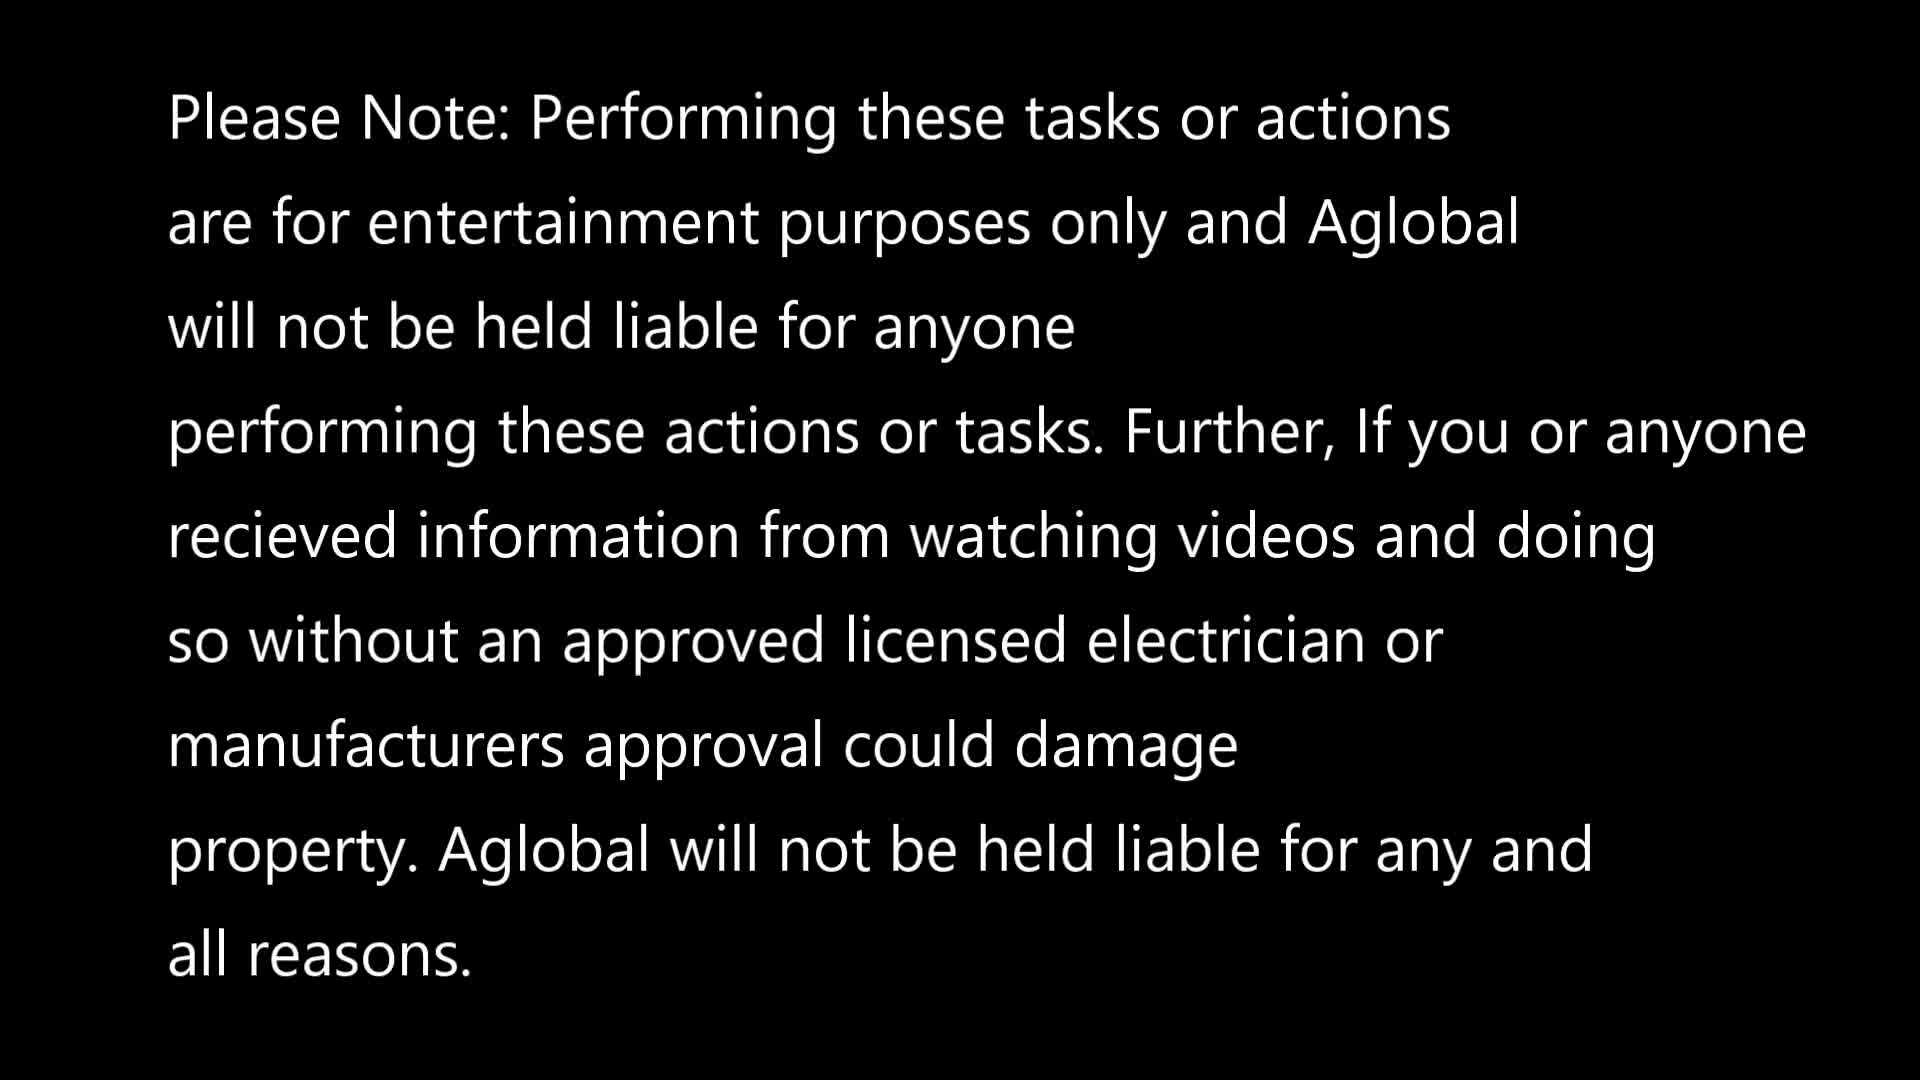 Please Note: Performing these tasks or actions
are for entertainment purposes only and Aglobal
will not be held liable for anyone
performing these actions or tasks. Further, If you or anyone
recieved information from watching videos and doing
so without an approved licensed electrician or
manufacturers approval could damage
property. Aglobal will not be held liable for any and
all reasons.